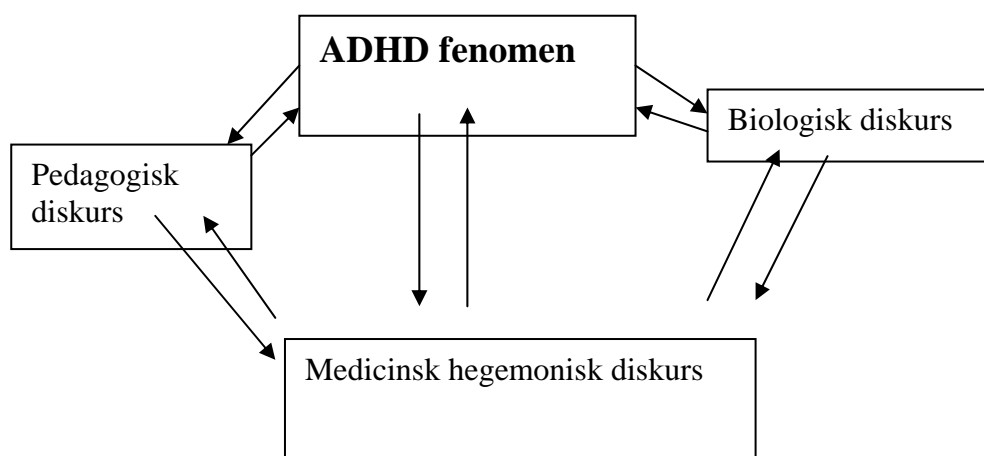 ADHD fenomen
Biologisk diskurs
Pedagogisk
diskurs
Medicinsk hegemonisk diskurs